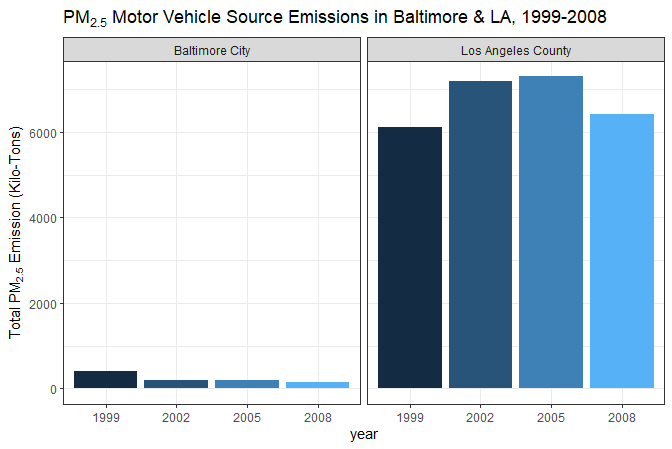 PM2.5 Motor Vehicle Source Emissions in Baltimore & LA, 1999-2008
Baltimore City
Los Angeles County
Total PM2.5 Emission (Kilo-Tons)
6000
4000
2000
0
1999 2002 2005 2008
1999 2002 2005 2008
year